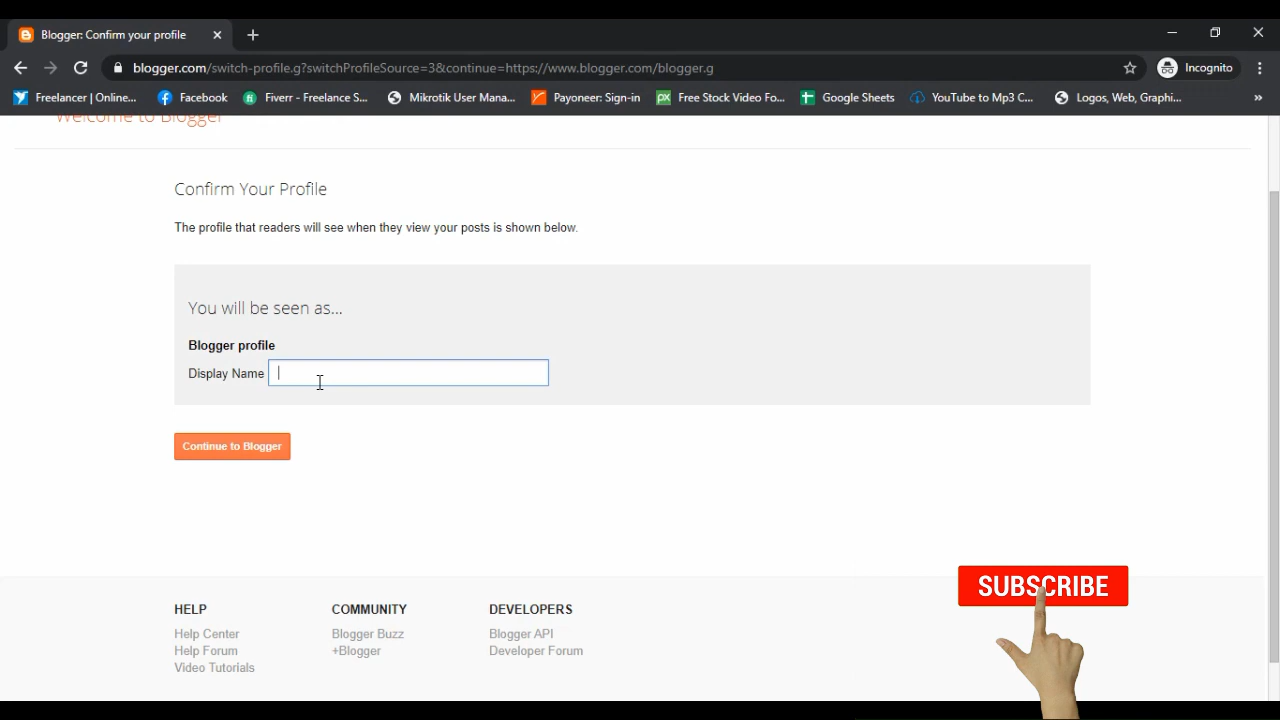 Blogger: Confirm your profile
blogger.com/switch-profile.g?switchProfileSource=3&continue=https://www.blogger.com/blogger.g
Incognito
Freelancer | Online...
Facebook
Fiverr - Freelance S...
Mikrotik User Mana...
Payoneer: Sign-in
Free Stock Video Fo...
Google Sheets
YouTube to Mp3 C...
Logos, Web, Graphi...
»
Welcome to Blogger
Confirm Your Profile
The profile that readers will see when they view your posts is shown below.
You will be seen as...
Blogger profile
Display Name
Continue to Blogger
SUBSCRIBE
HELP
Help Center
Help Forum
Video Tutorials
COMMUNITY
Blogger Buzz
+Blogger
DEVELOPERS
Blogger API
Developer Forum